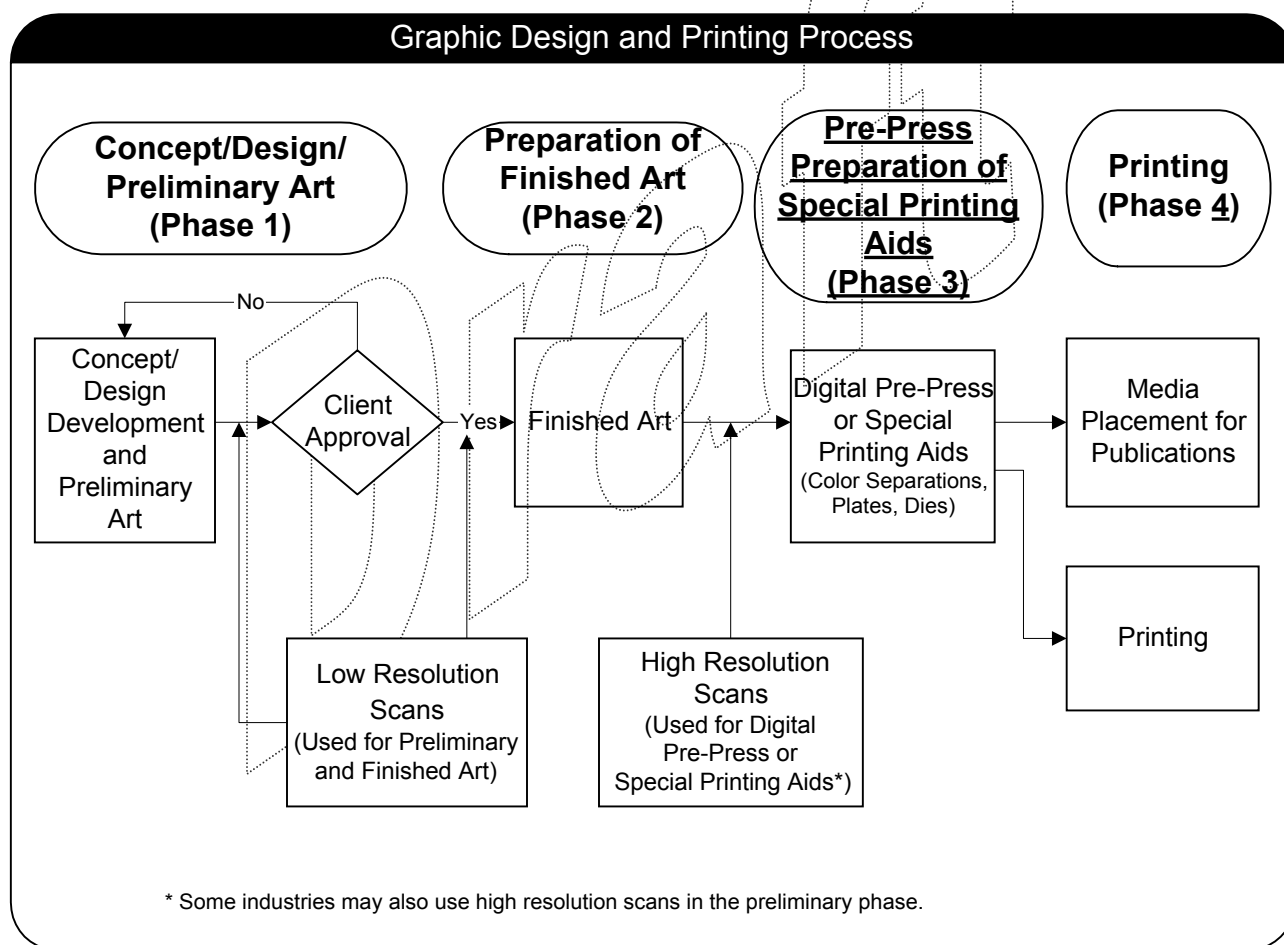 Graphic Design and Printing Process
Concept/Design/
Preliminary Art
(Phase 1)
Preparation of
Finished Art
(Phase 2)
Pre-Press
Preparation of
Special Printing
Aids
(Phase 3)
Printing
(Phase 4)
No
Concept/
Design
Development
and
Preliminary
Art
Client
Approval
Yes
Finished Art
Digital Pre-Press
or Special
Printing Aids
(Color Separations,
Plates, Dies)
Media
Placement for
Publications
Printing
Low Resolution
Scans
(Used for Preliminary
and Finished Art)
High Resolution
Scans
(Used for Digital
Pre-Press or
Special Printing Aids*)
* Some industries may also use high resolution scans in the preliminary phase.
Draft